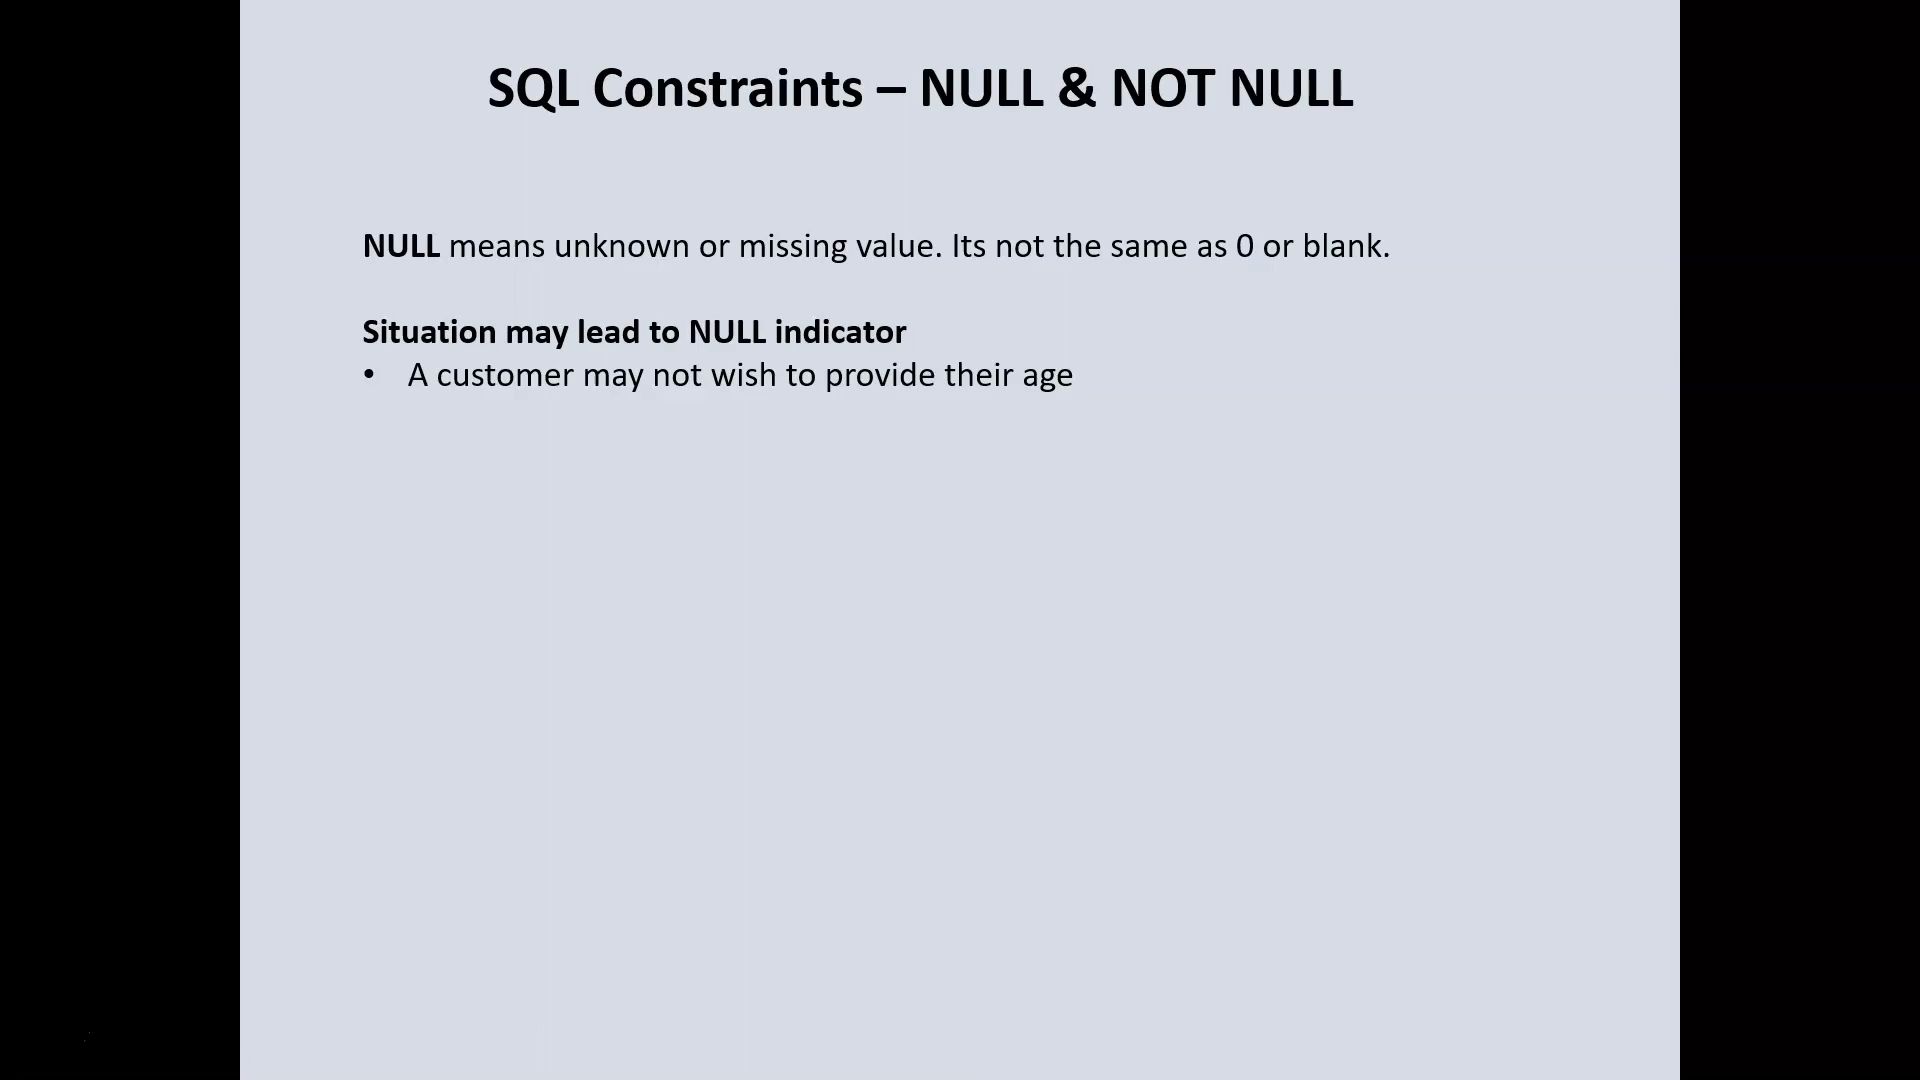 SQL Constraints – NULL & NOT NULL
NULL means unknown or missing value. Its not the same as 0 or blank.
Situation may lead to NULL indicator
• A customer may not wish to provide their age